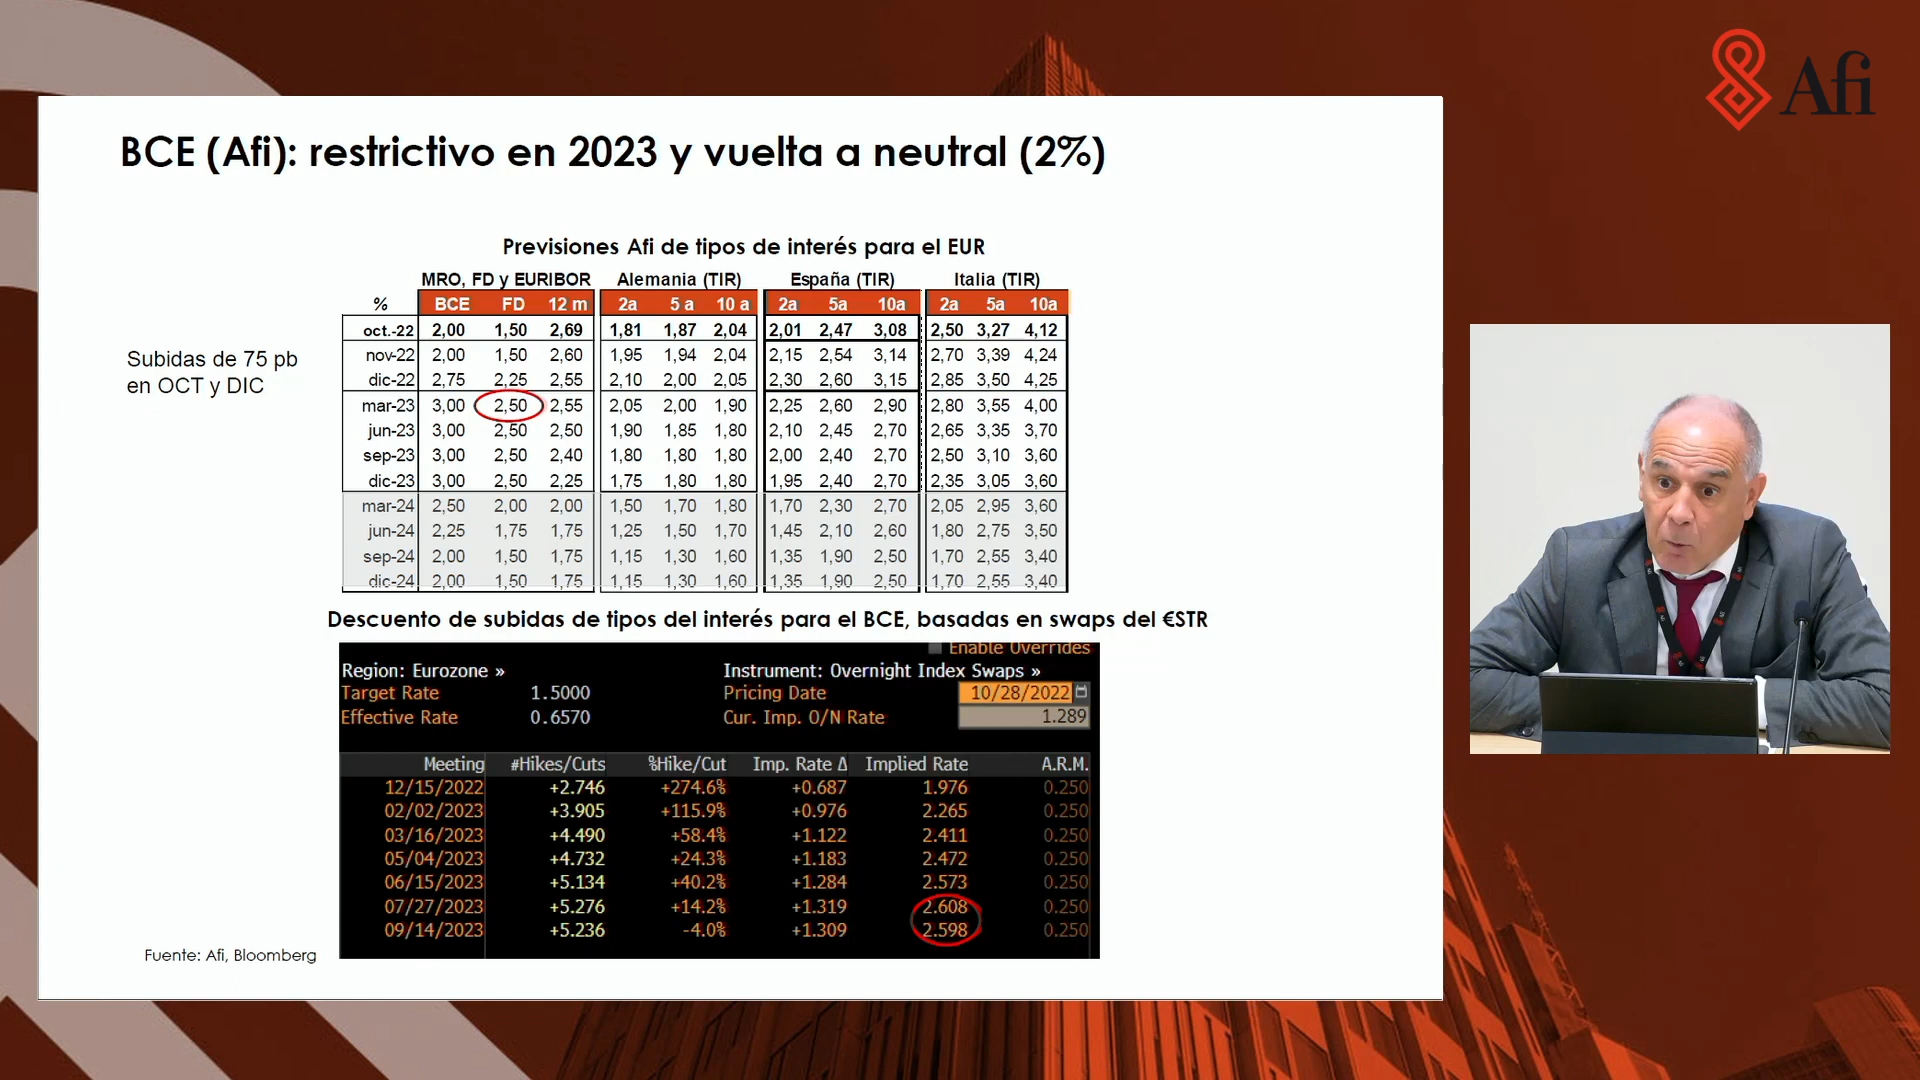 Afi
BCE (Afi): restrictivo en 2023 y vuelta a neutral (2%)
Previsiones Afi de tipos de interés para el EUR
MRO, FD y EURIBOR Alemania (TIR) España (TIR) Italia (TIR)
% BCE FD 12 m 2a 5 a 10 a 2a 5a 10a 2a 5a 10a
oct.-22 2,00 1,50 2,69 1,81 1,87 2,04 2,01 2,47 3,08 2,50 3,27 4,12
nov-22 2,00 1,50 2,60 1,95 1,94 2,04 2,15 2,54 3,14 2,70 3,39 4,24
dic-22 2,75 2,25 2,55 2,10 2,00 2,05 2,30 2,60 3,15 2,85 3,50 4,25
mar-23 3,00 2,50 2,55 2,05 2,00 1,90 2,25 2,60 2,90 2,80 3,55 4,00
jun-23 3,00 2,50 2,50 1,90 1,85 1,80 2,10 2,45 2,70 2,65 3,35 3,70
sep-23 3,00 2,50 2,40 1,80 1,80 1,80 2,00 2,40 2,70 2,50 3,10 3,60
dic-23 3,00 2,50 2,25 1,75 1,80 1,80 1,95 2,40 2,70 2,35 3,05 3,60
mar-24 2,50 2,00 2,00 1,50 1,70 1,80 1,70 2,30 2,70 2,05 2,95 3,60
jun-24 2,25 1,75 1,75 1,25 1,50 1,70 1,45 2,10 2,60 1,80 2,75 3,50
sep-24 2,00 1,50 1,75 1,15 1,30 1,60 1,35 1,90 2,50 1,70 2,55 3,40
dic-24 2,00 1,50 1,75 1,15 1,30 1,60 1,35 1,90 2,50 1,70 2,55 3,40
Subidas de 75 pb
en OCT y DIC
Descuento de subidas de tipos del interés para el BCE, basadas en swaps del €STR
Enable Overrides
Region: Eurozone » Instrument: Overnight Index Swaps »
Target Rate 1.5000 Pricing Date 10/28/2022
Effective Rate 0.6570 Cur. Imp. O/N Rate 1.289
Meeting #Hikes/Cuts %Hike/Cut Imp. Rate Δ Implied Rate A.R.M.
12/15/2022 +2.746 +274.6% +0.687 1.976 0.250
02/02/2023 +3.905 +115.9% +0.976 2.265 0.250
03/16/2023 +4.490 +58.4% +1.122 2.411 0.250
05/04/2023 +4.732 +24.3% +1.183 2.472 0.250
06/15/2023 +5.134 +40.2% +1.284 2.573 0.250
07/27/2023 +5.276 +14.2% +1.319 2.608 0.250
09/14/2023 +5.236 -4.0% +1.309 2.598 0.250
Fuente: Afi, Bloomberg